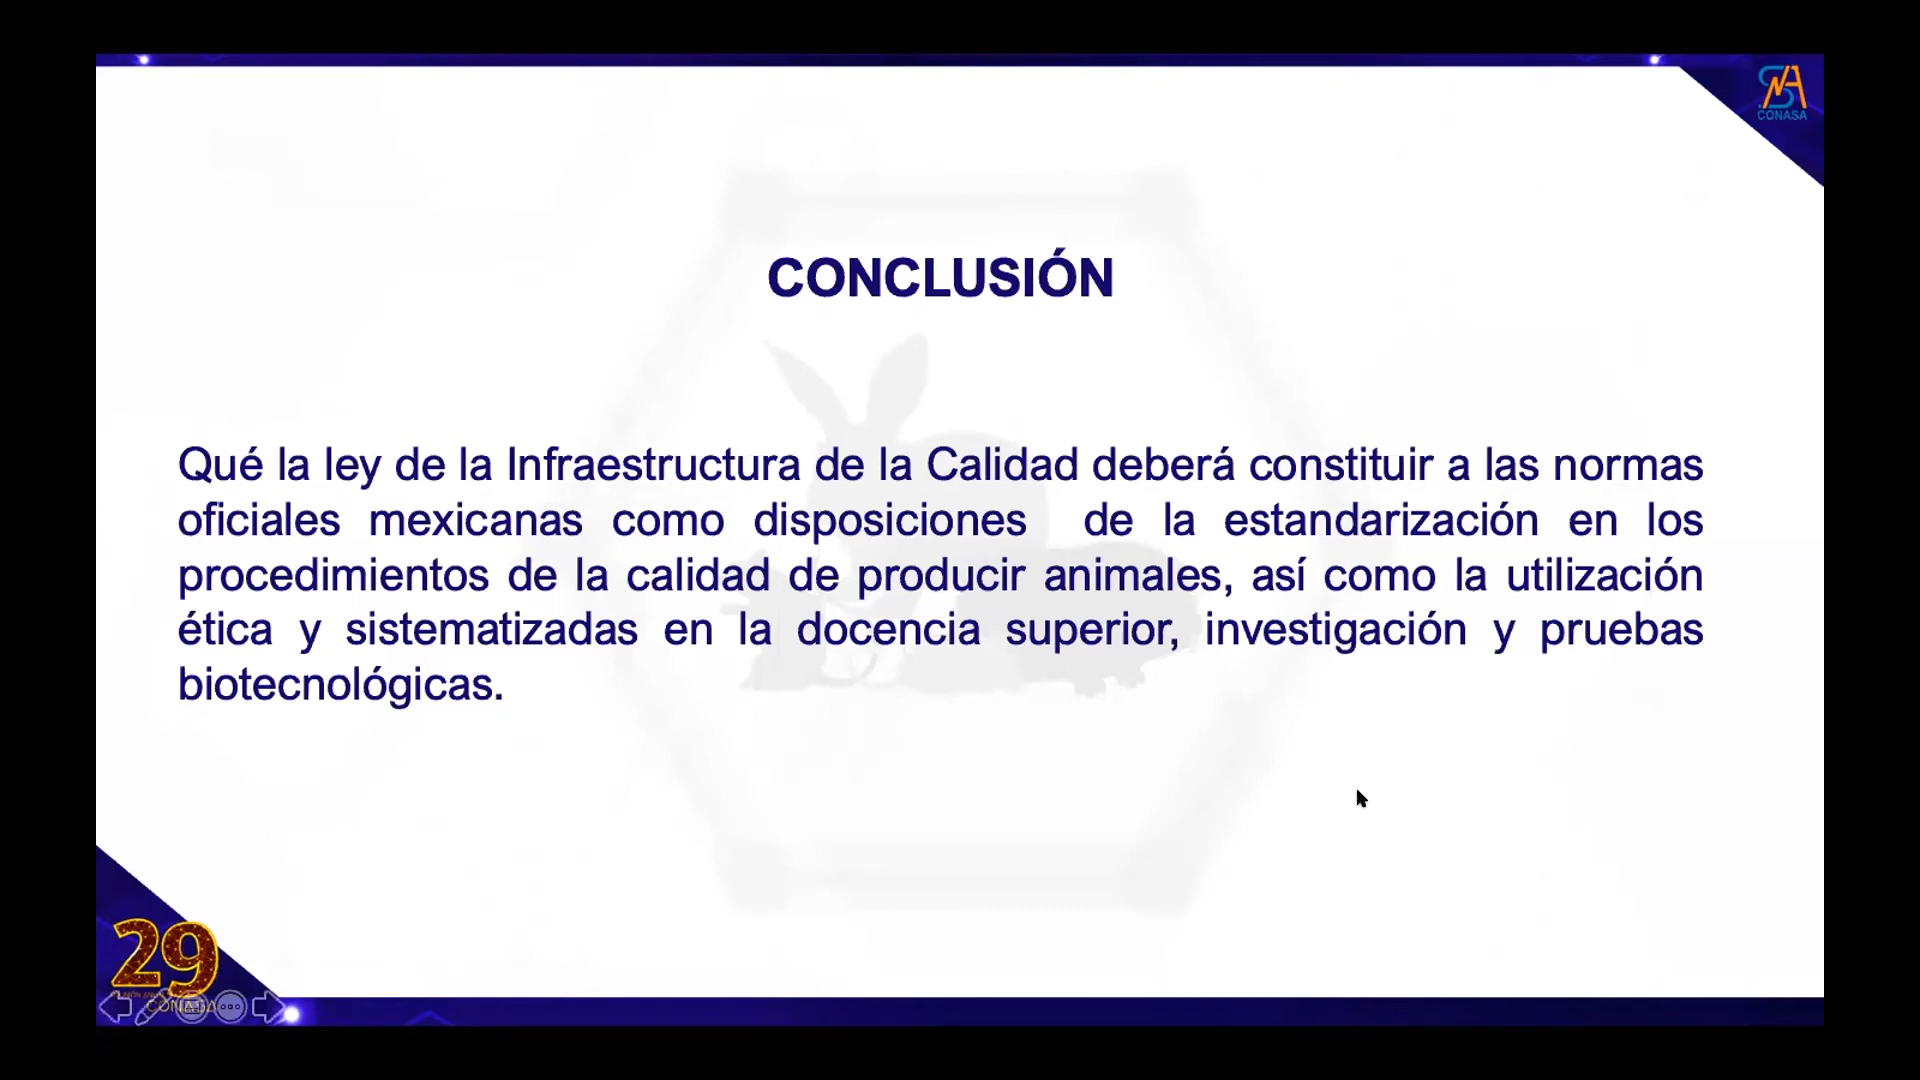 CONASA
CONCLUSIÓN
Qué la ley de la Infraestructura de la Calidad deberá constituir a las normas
oficiales mexicanas como disposiciones de la estandarización en los
procedimientos de la calidad de producir animales, así como la utilización
ética y sistematizadas en la docencia superior, investigación y pruebas
biotecnológicas.
29
CONASA